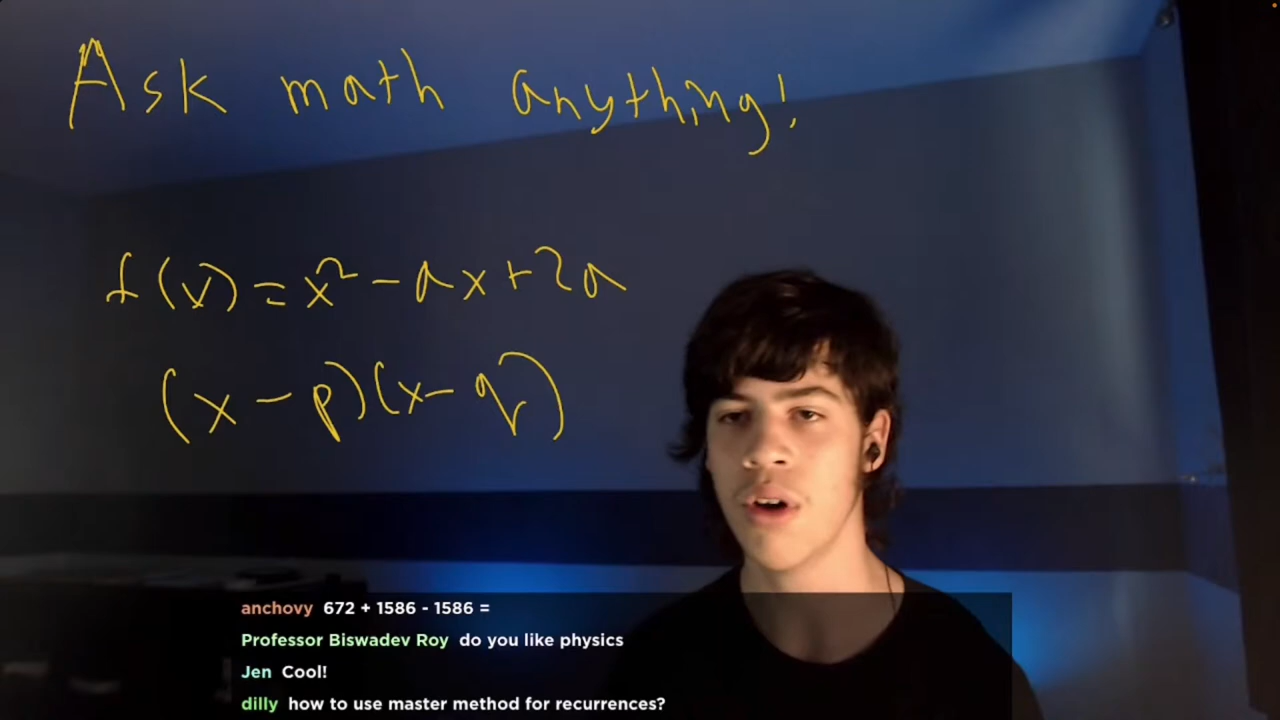 Ask math anything!
f(x)=x²-ax+2a
(x-p)(x-q)
anchovy 672 + 1586 - 1586 =
Professor Biswadev Roy do you like physics
Jen Cool!
dilly how to use master method for recurrences?